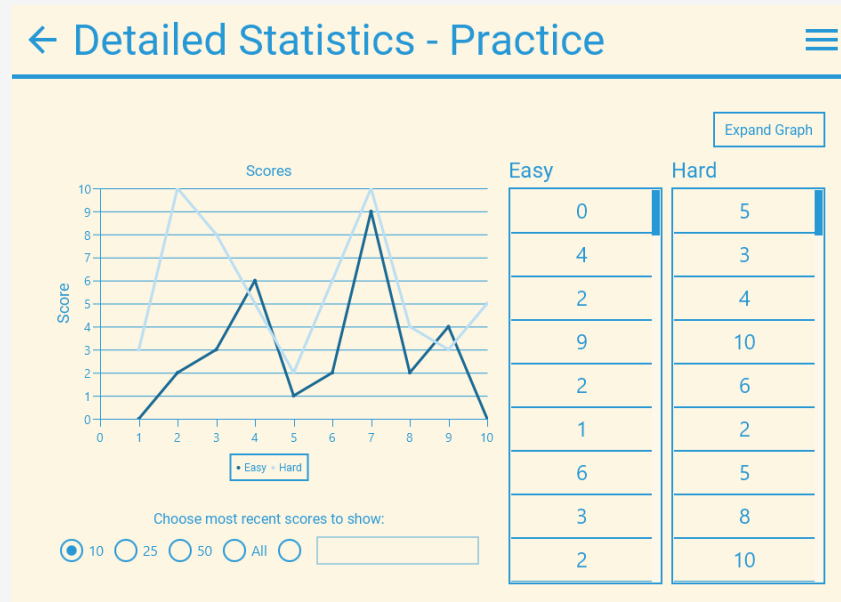 Detailed Statistics - Practice
Expand Graph
Scores
Easy
Hard
10
9
8
7
6
5
4
3
2
1
0
Score
0 1 2 3 4 5 6 7 8 9 10
Easy Hard
Choose most recent scores to show:
10 25 50 All
0
4
2
9
2
1
6
3
2
5
3
4
10
6
2
5
8
10